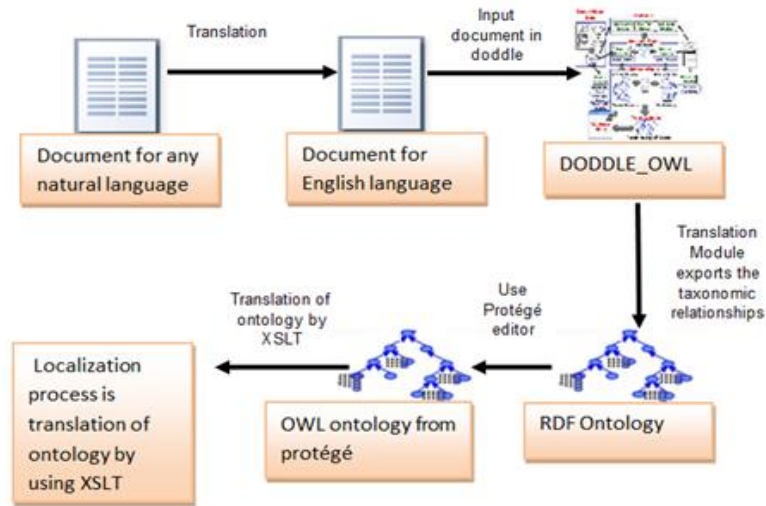 Translation
Input
document in
doddle
Document for any
natural language
Document for
English language
DODDLE_OWL
Translation
Module
exports the
taxonomic
relationships
Translation of
ontology by
XSLT
Use
Protégé
editor
Localization
process is
translation of
ontology by
using XSLT
OWL ontology from
protégé
RDF Ontology